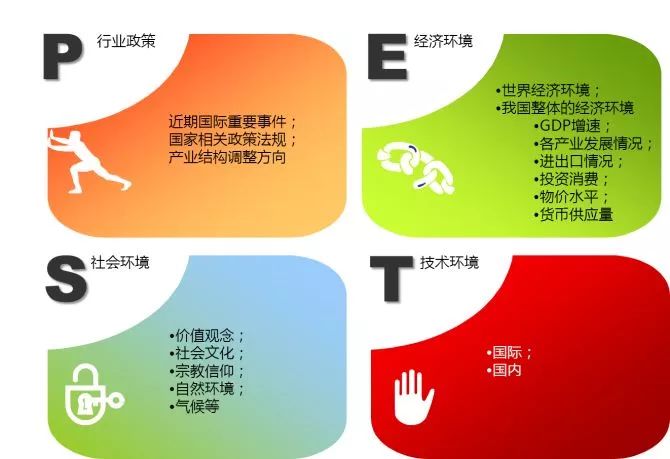 P 行业政策
近期国际重要事件；
国家相关政策法规；
产业结构调整方向
E 经济环境
•世界经济环境；
•我国整体的经济环境
•GDP增速；
•各产业发展情况；
•进出口情况；
•投资消费；
•物价水平；
•货币供应量
S 社会环境
•价值观念；
•社会文化；
•宗教信仰；
•自然环境；
•气候等
T 技术环境
•国际；
•国内